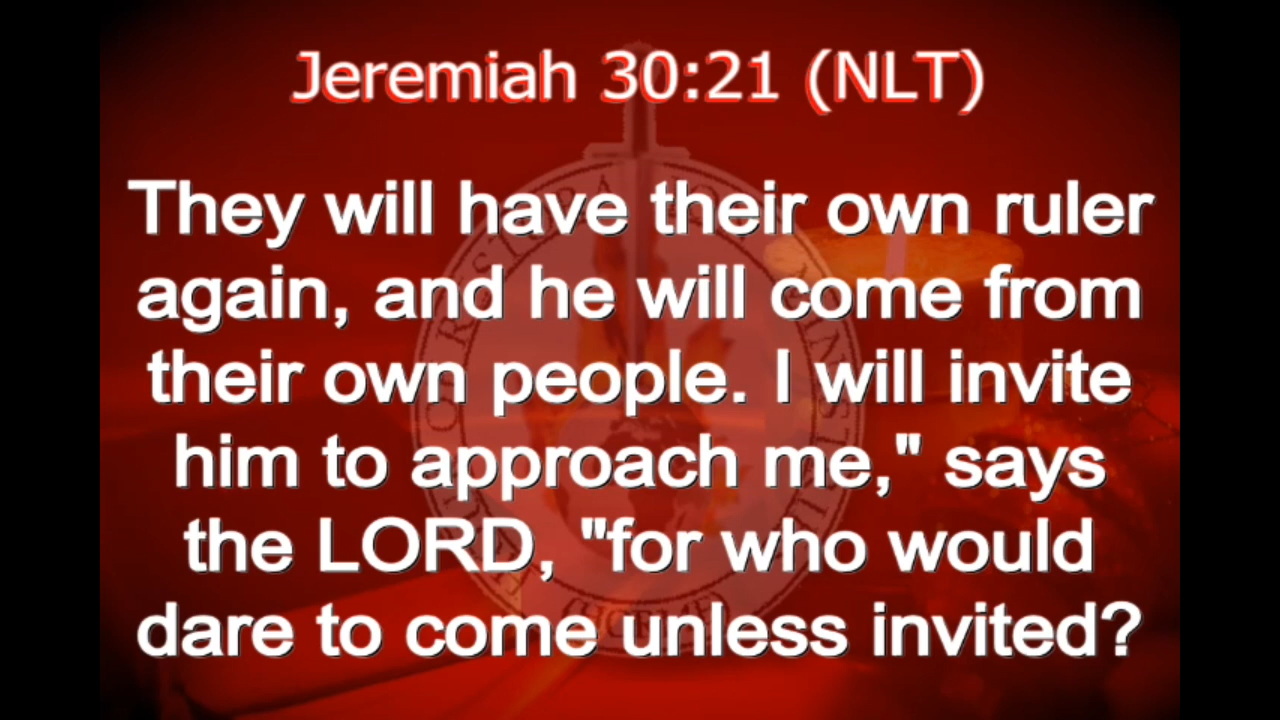 Jeremiah 30:21 (NLT)
They will have their own ruler
again, and he will come from
their own people. I will invite
him to approach me," says
the LORD, "for who would
dare to come unless invited?